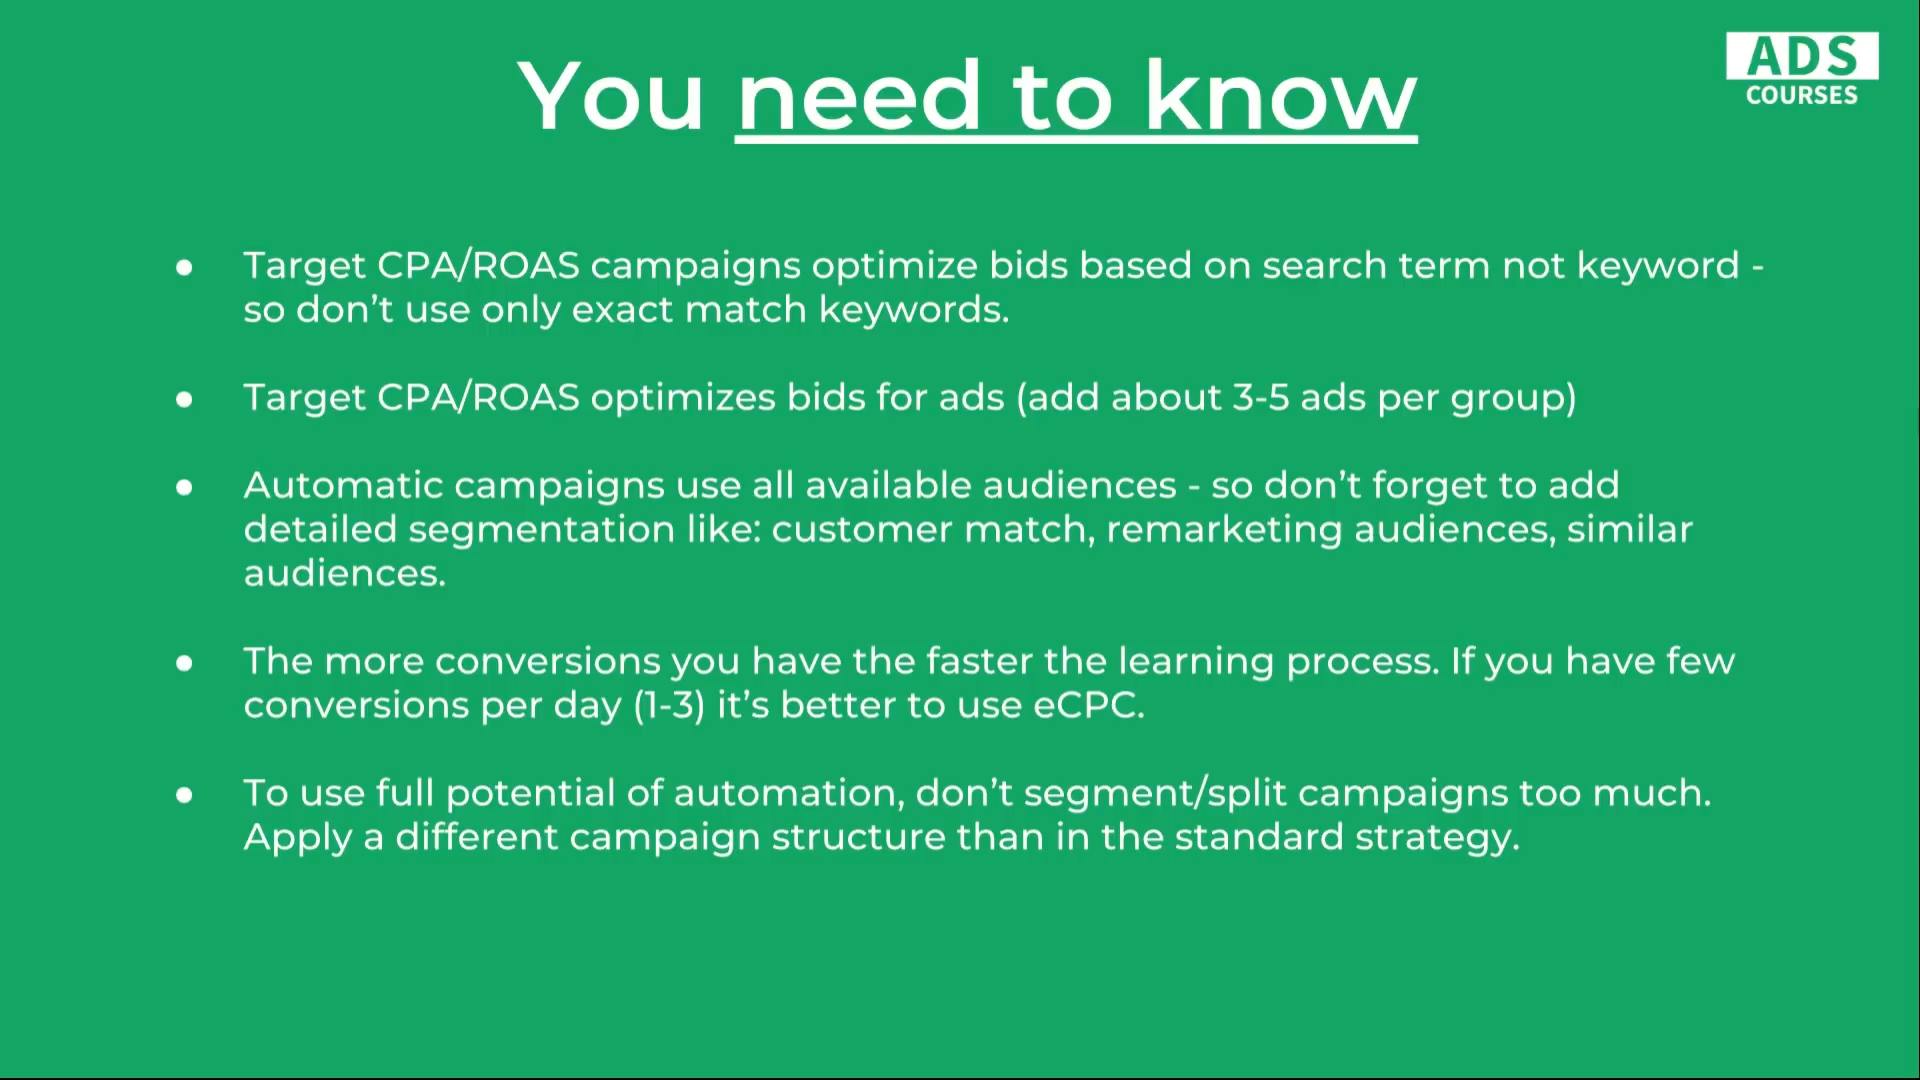 ADS
COURSES
You need to know
● Target CPA/ROAS campaigns optimize bids based on search term not keyword -
so don’t use only exact match keywords.
● Target CPA/ROAS optimizes bids for ads (add about 3-5 ads per group)
● Automatic campaigns use all available audiences - so don’t forget to add
detailed segmentation like: customer match, remarketing audiences, similar
audiences.
● The more conversions you have the faster the learning process. If you have few
conversions per day (1-3) it’s better to use eCPC.
● To use full potential of automation, don’t segment/split campaigns too much.
Apply a different campaign structure than in the standard strategy.